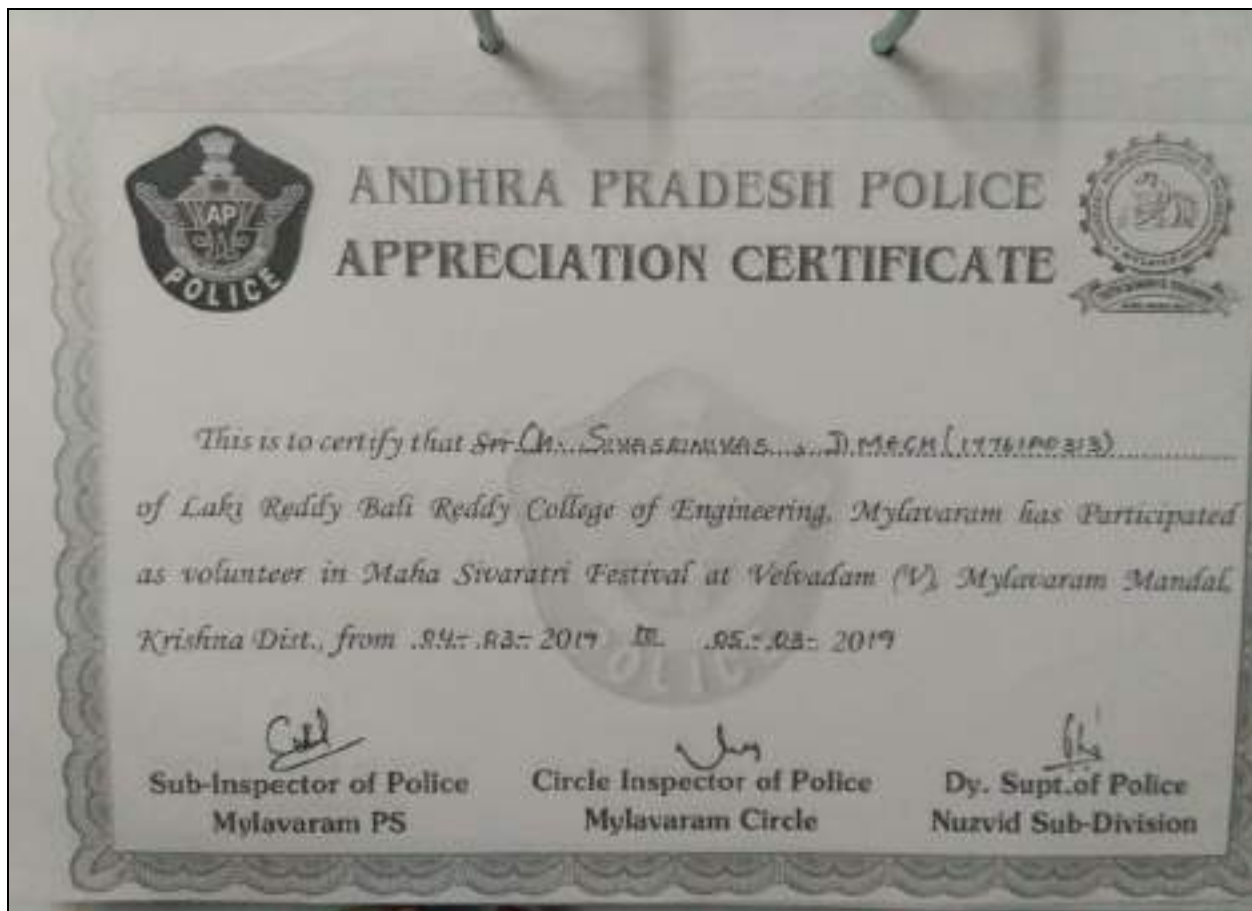 ANDHRA PRADESH POLICE
APPRECIATION CERTIFICATE
AP
POLICE
This is to certify that Sri Ch. SIVASRINIVAS, D.MECH(17761A0313)
of Laki Reddy Bali Reddy College of Engineering, Mylavaram has Participated
as volunteer in Maha Sivaratri Festival at Velvadam (V), Mylavaram Mandal,
Krishna Dist., from 04-03-2019 to 05-03-2019
POLICE
Sub-Inspector of Police
Mylavaram PS
Circle Inspector of Police
Mylavaram Circle
Dy. Supt.of Police
Nuzvid Sub-Division